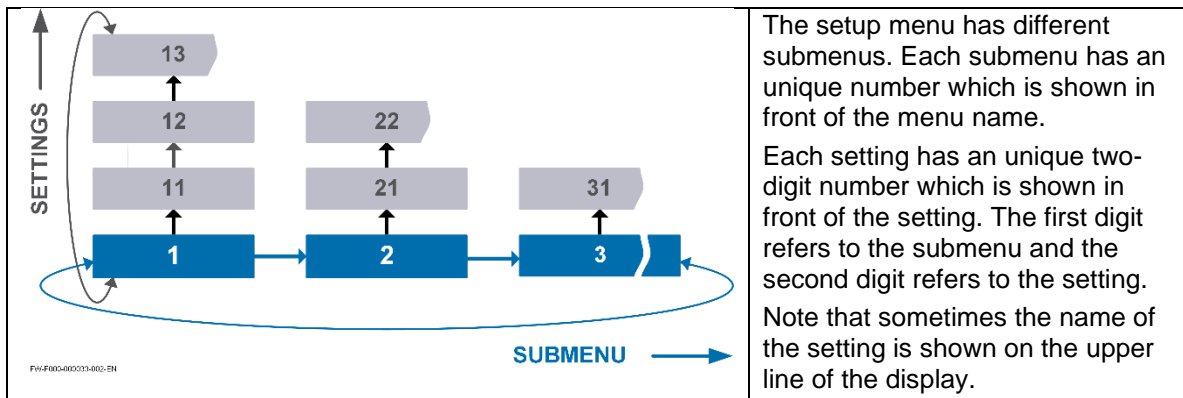 SETTINGS
13
12
22
11
21
31
1
2
3
SUBMENU
FW-F000-000033-002-EN
The setup menu has different
submenus. Each submenu has an
unique number which is shown in
front of the menu name.
Each setting has an unique two-
digit number which is shown in
front of the setting. The first digit
refers to the submenu and the
second digit refers to the setting.
Note that sometimes the name of
the setting is shown on the upper
line of the display.